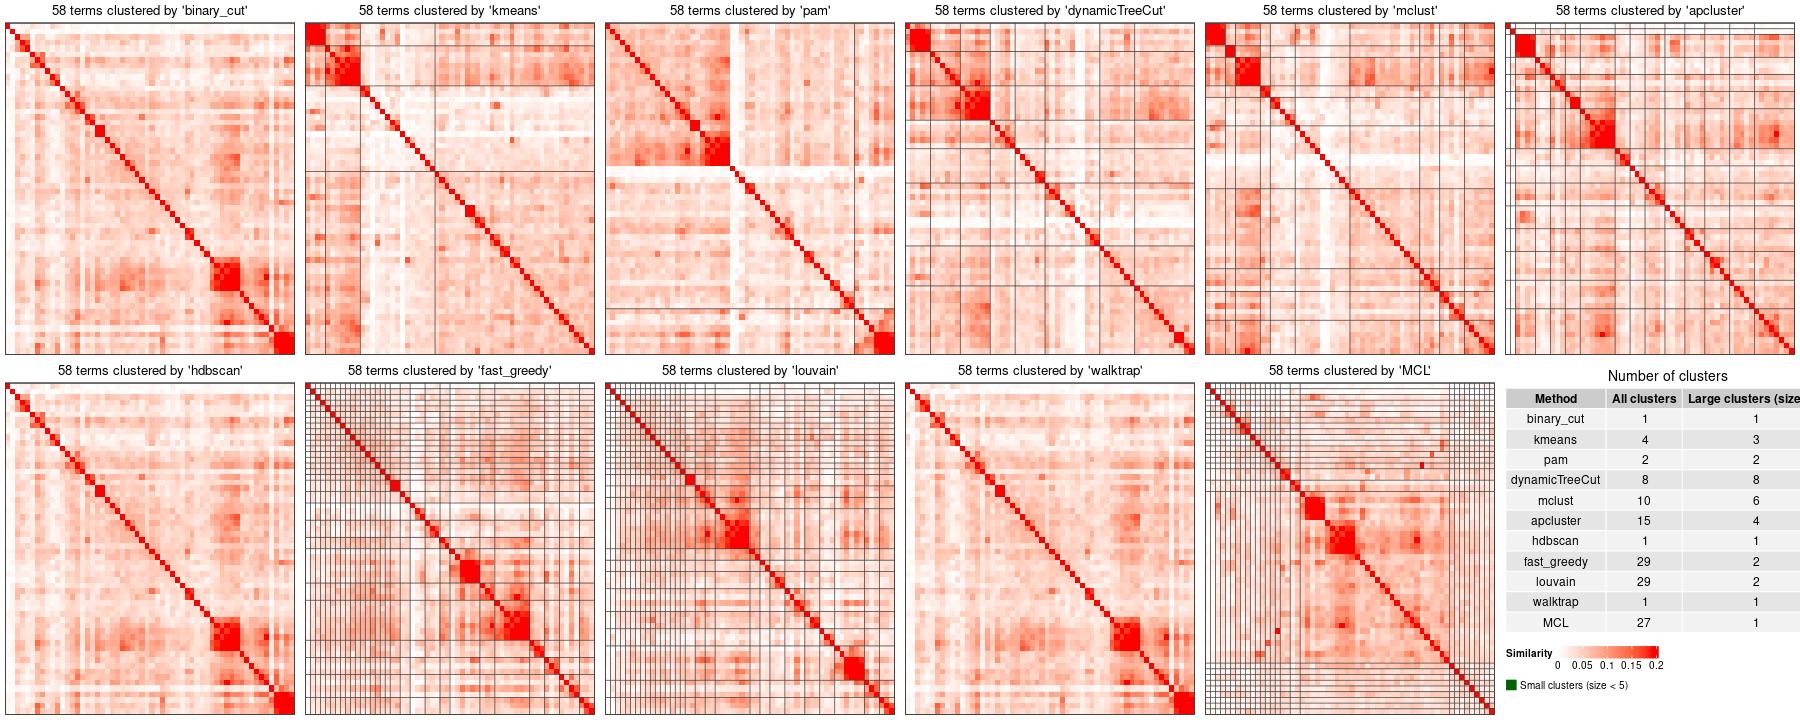 58 terms clustered by 'binary_cut'
58 terms clustered by 'kmeans'
58 terms clustered by 'pam'
58 terms clustered by 'dynamicTreeCut'
58 terms clustered by 'mclust'
58 terms clustered by 'apcluster'
58 terms clustered by 'hdbscan'
58 terms clustered by 'fast_greedy'
58 terms clustered by 'louvain'
58 terms clustered by 'walktrap'
58 terms clustered by 'MCL'
Number of clusters
Method All clusters Large clusters (size
binary_cut 1 1
kmeans 4 3
pam 2 2
dynamicTreeCut 8 8
mclust 10 6
apcluster 15 4
hdbscan 1 1
fast_greedy 29 2
louvain 29 2
walktrap 1 1
MCL 27 1
Similarity
0 0.05 0.1 0.15 0.2
Small clusters (size < 5)